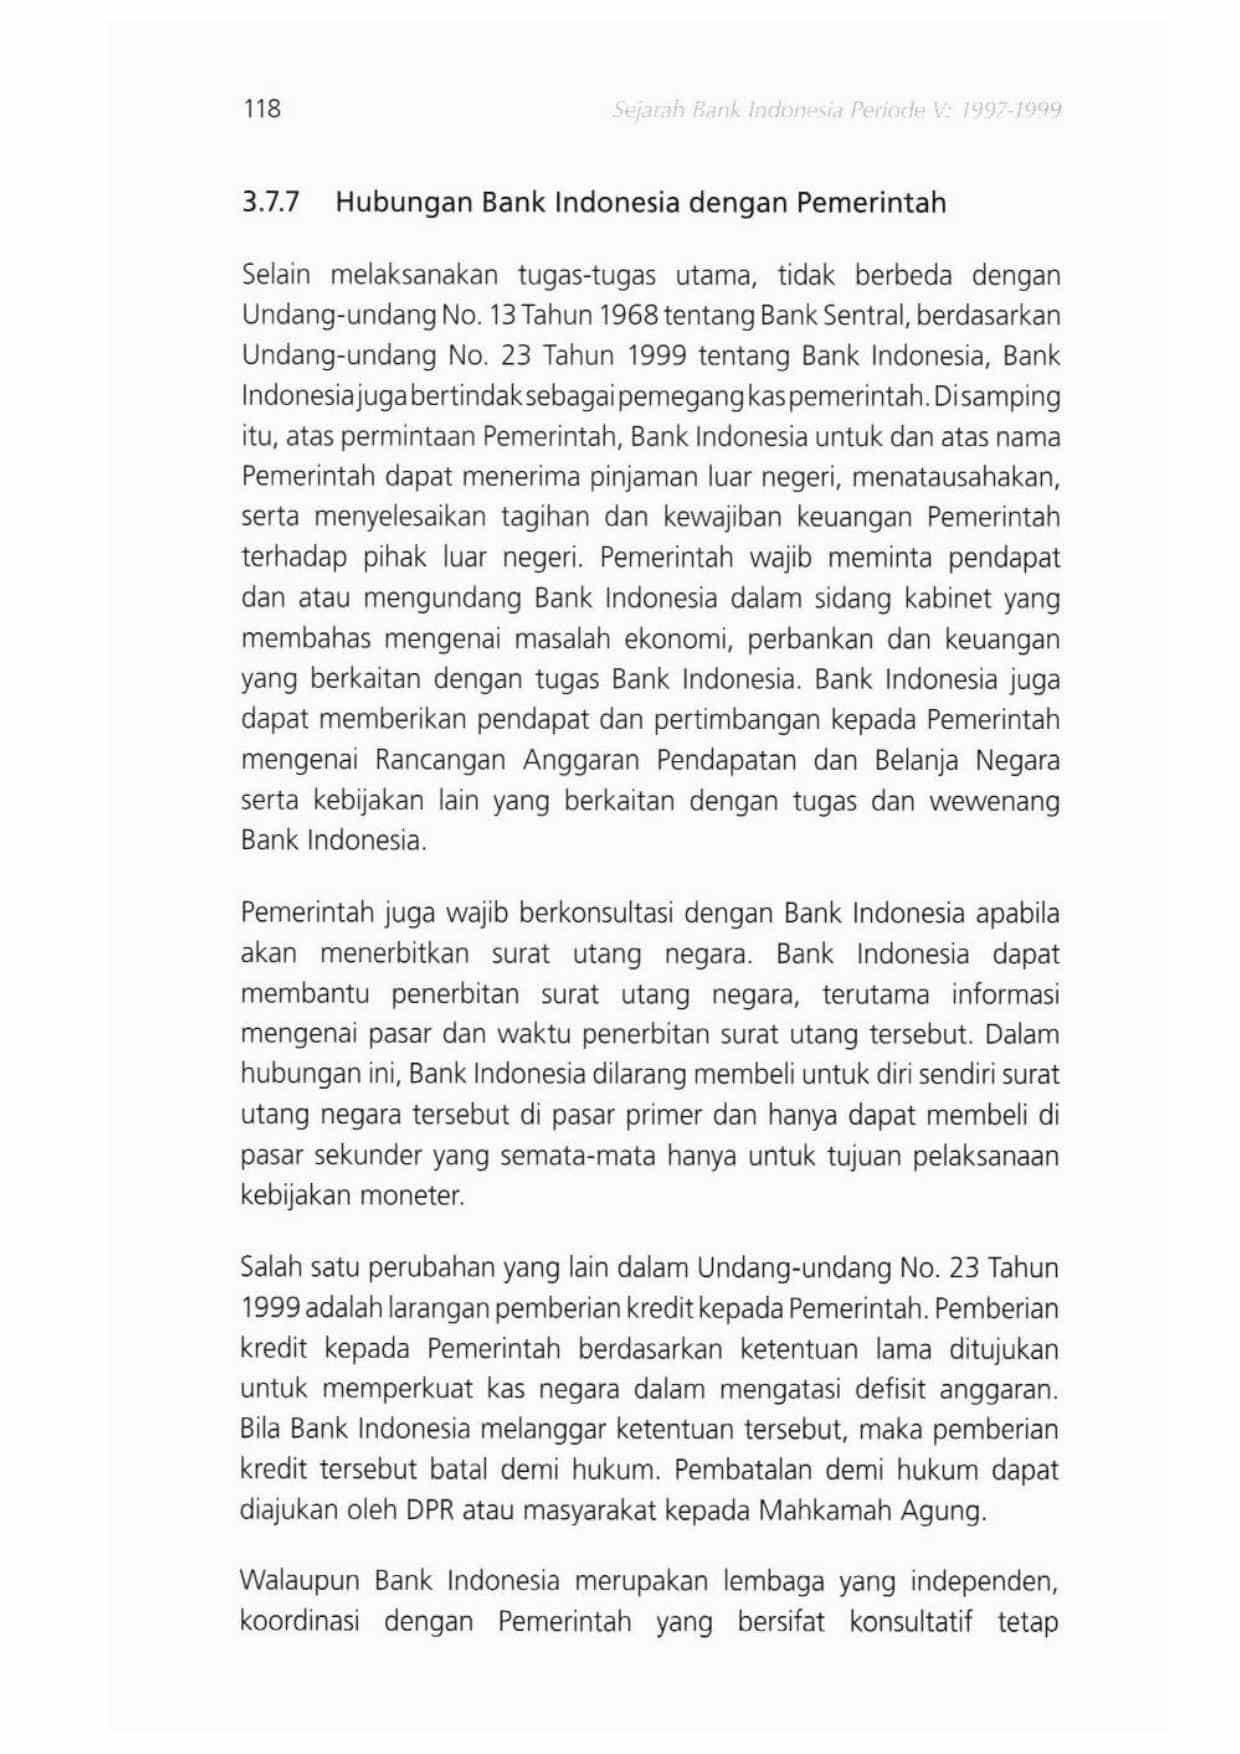 118
Sejarah Bank Indonesia Periode V: 1997-1999
3.7.7 Hubungan Bank Indonesia dengan Pemerintah
Selain melaksanakan tugas-tugas utama, tidak berbeda dengan
Undang-undang No. 13 Tahun 1968 tentang Bank Sentral, berdasarkan
Undang-undang No. 23 Tahun 1999 tentang Bank Indonesia, Bank
Indonesia juga bertindak sebagai pemegang kas pemerintah. Disamping
itu, atas permintaan Pemerintah, Bank Indonesia untuk dan atas nama
Pemerintah dapat menerima pinjaman luar negeri, menatausahakan,
serta menyelesaikan tagihan dan kewajiban keuangan Pemerintah
terhadap pihak luar negeri. Pemerintah wajib meminta pendapat
dan atau mengundang Bank Indonesia dalam sidang kabinet yang
membahas mengenai masalah ekonomi, perbankan dan keuangan
yang berkaitan dengan tugas Bank Indonesia. Bank Indonesia juga
dapat memberikan pendapat dan pertimbangan kepada Pemerintah
mengenai Rancangan Anggaran Pendapatan dan Belanja Negara
serta kebijakan lain yang berkaitan dengan tugas dan wewenang
Bank Indonesia.
Pemerintah juga wajib berkonsultasi dengan Bank Indonesia apabila
akan menerbitkan surat utang negara. Bank Indonesia dapat
membantu penerbitan surat utang negara, terutama informasi
mengenai pasar dan waktu penerbitan surat utang tersebut. Dalam
hubungan ini, Bank Indonesia dilarang membeli untuk diri sendiri surat
utang negara tersebut di pasar primer dan hanya dapat membeli di
pasar sekunder yang semata-mata hanya untuk tujuan pelaksanaan
kebijakan moneter.
Salah satu perubahan yang lain dalam Undang-undang No. 23 Tahun
1999 adalah larangan pemberian kredit kepada Pemerintah. Pemberian
kredit kepada Pemerintah berdasarkan ketentuan lama ditujukan
untuk memperkuat kas negara dalam mengatasi defisit anggaran.
Bila Bank Indonesia melanggar ketentuan tersebut, maka pemberian
kredit tersebut batal demi hukum. Pembatalan demi hukum dapat
diajukan oleh DPR atau masyarakat kepada Mahkamah Agung.
Walaupun Bank Indonesia merupakan lembaga yang independen,
koordinasi dengan Pemerintah yang bersifat konsultatif tetap